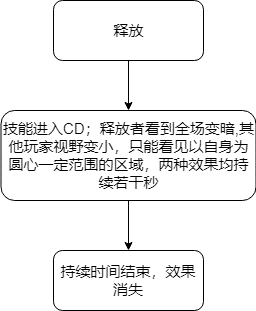 释放
技能进入CD；释放者看到全场变暗,其
他玩家视野变小，只能看见以自身为
圆心一定范围的区域，两种效果均持
续若干秒
持续时间结束，效果
消失